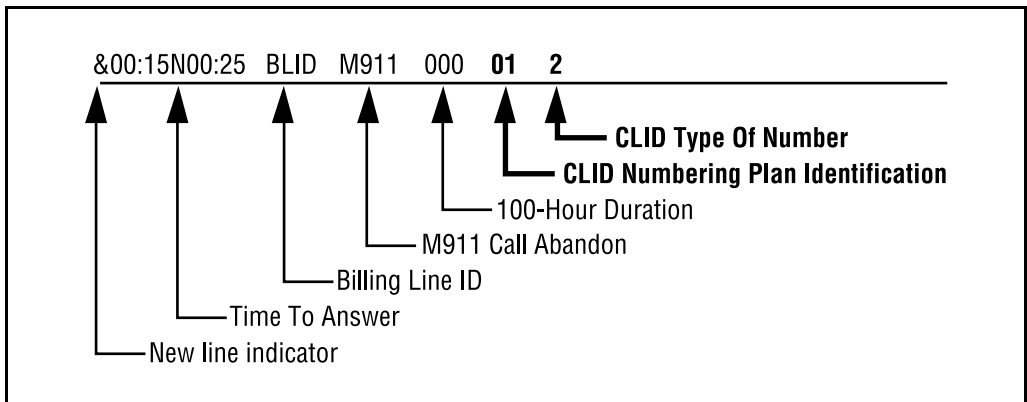 &00:15N00:25 BLID M911 000 01 2
CLID Type Of Number
CLID Numbering Plan Identification
100-Hour Duration
M911 Call Abandon
Billing Line ID
Time To Answer
New line indicator